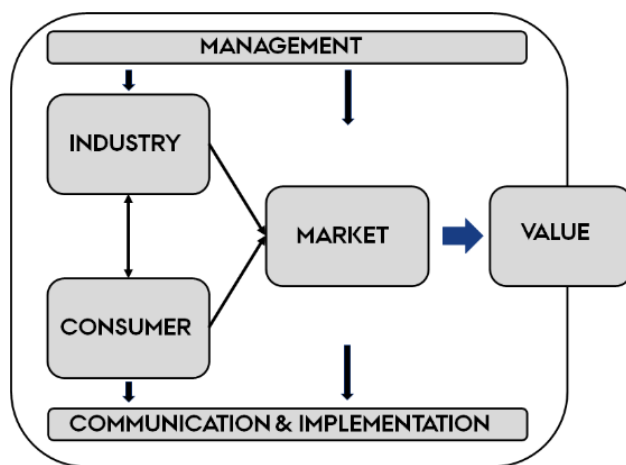 MANAGEMENT
INDUSTRY
MARKET
VALUE
CONSUMER
COMMUNICATION & IMPLEMENTATION